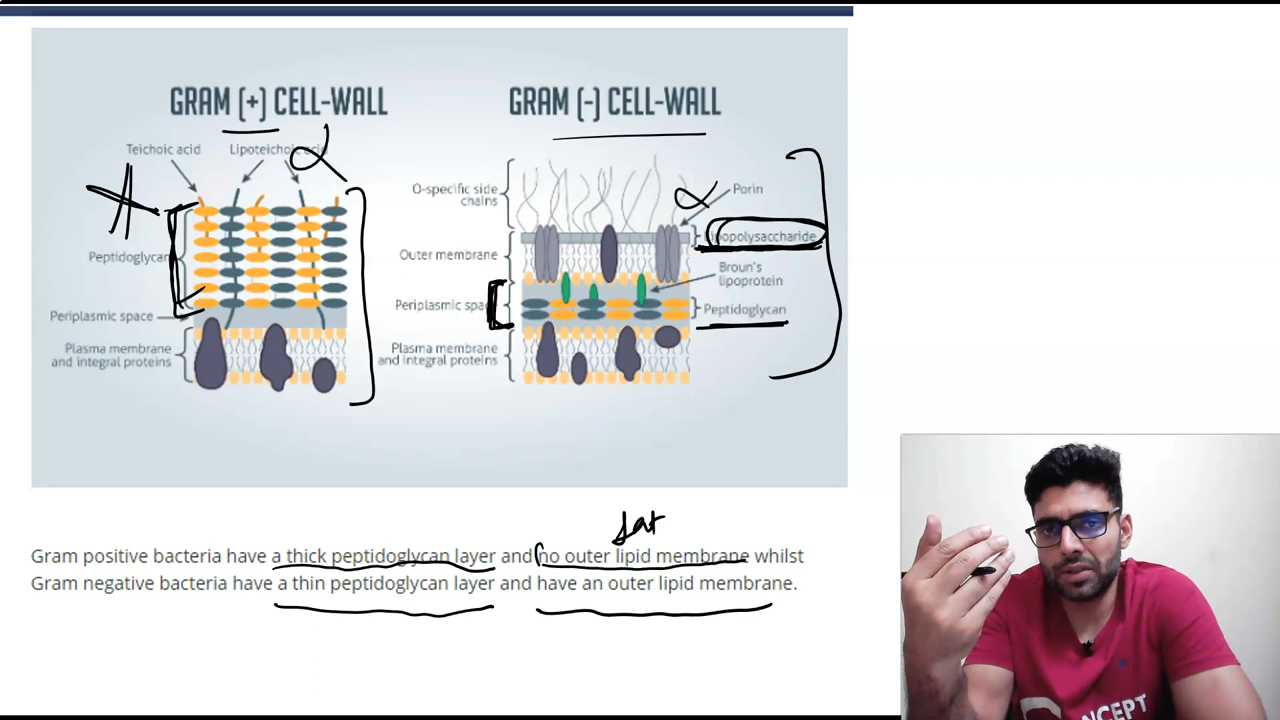 GRAM (+) CELL-WALL
GRAM (-) CELL-WALL
Teichoic acid
Lipoteichoic acid
Peptidoglycan
Periplasmic space
Plasma membrane
and integral proteins
O-specific side
chains
Outer membrane
Periplasmic space
Plasma membrane
and integral proteins
Porin
Lipopolysaccharide
Broun's
lipoprotein
Peptidoglycan
fat
Gram positive bacteria have a thick peptidoglycan layer and no outer lipid membrane whilst
Gram negative bacteria have a thin peptidoglycan layer and have an outer lipid membrane.
NCEPT